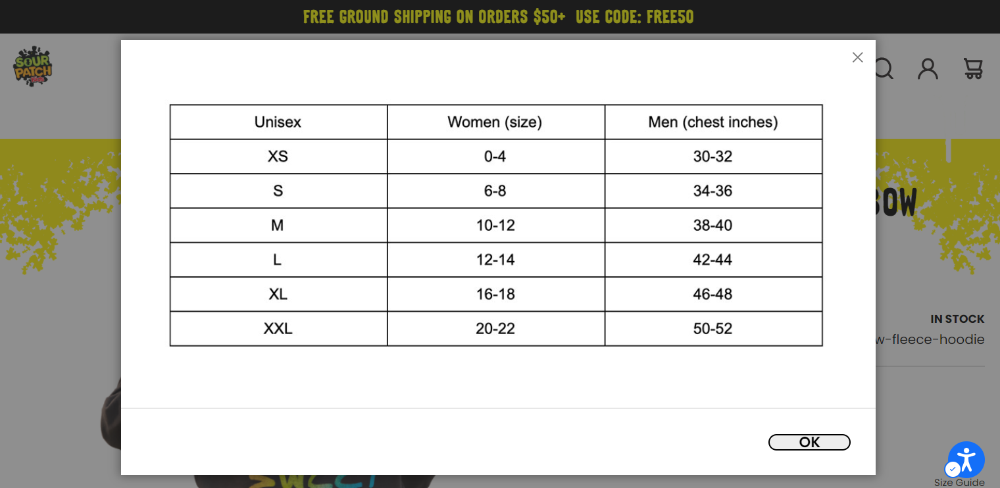 FREE GROUND SHIPPING ON ORDERS $50+ USE CODE: FREE50
SOUR
PATCH
KIDS
Unisex Women (size) Men (chest inches)
XS 0-4 30-32
S 6-8 34-36
M 10-12 38-40
L 12-14 42-44
XL 16-18 46-48
XXL 20-22 50-52
BOW
IN STOCK
w-fleece-hoodie
OK
SWEET
Size Guide